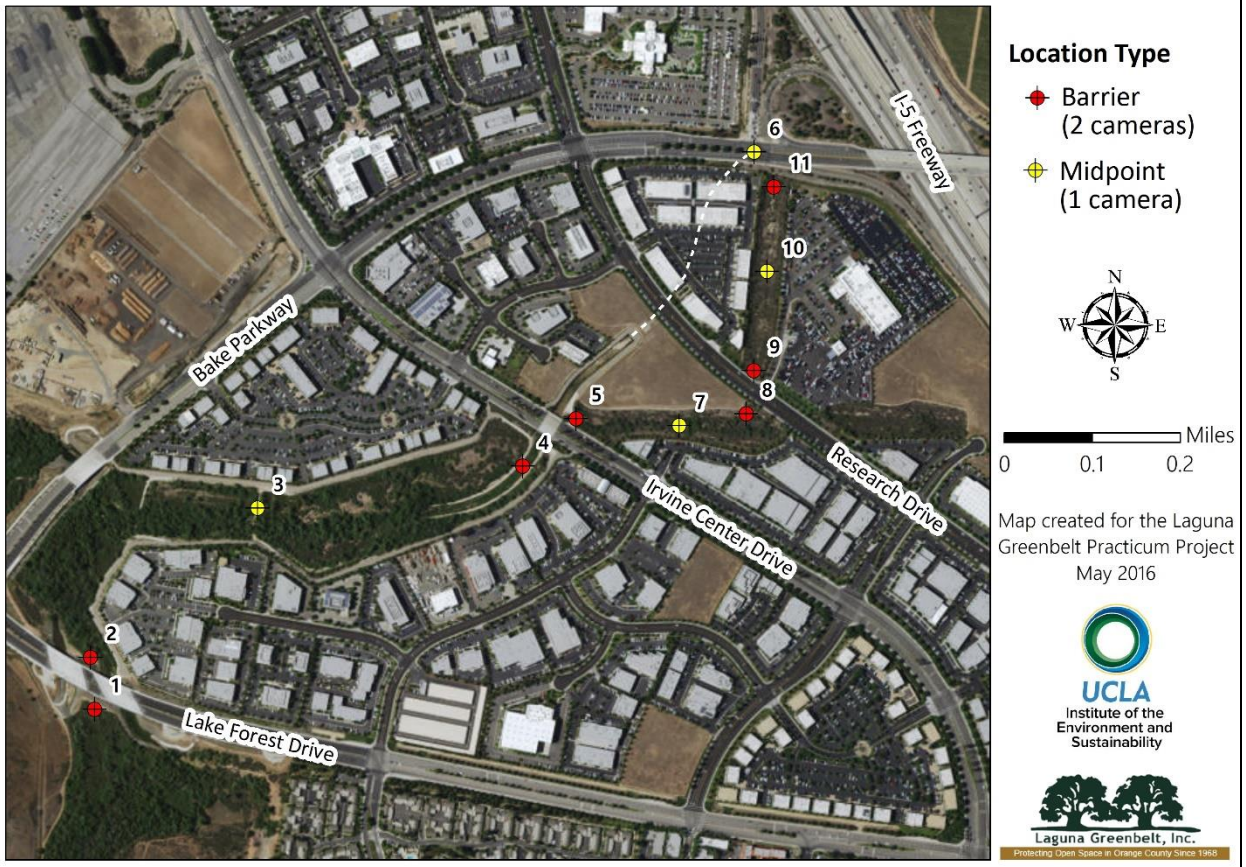 Location Type
Barrier
(2 cameras)
Midpoint
(1 camera)
N
W E
S
Miles
0 0.1 0.2
Map created for the Laguna
Greenbelt Practicum Project
May 2016
UCLA
Institute of the
Environment and
Sustainability
Laguna Greenbelt, Inc.
Protecting Open Space in Orange County Since 1968
I-5 Freeway
6
11
10
Bake Parkway
9
8
5
7
4
3
Research Drive
Irvine Center Drive
2
1
Lake Forest Drive